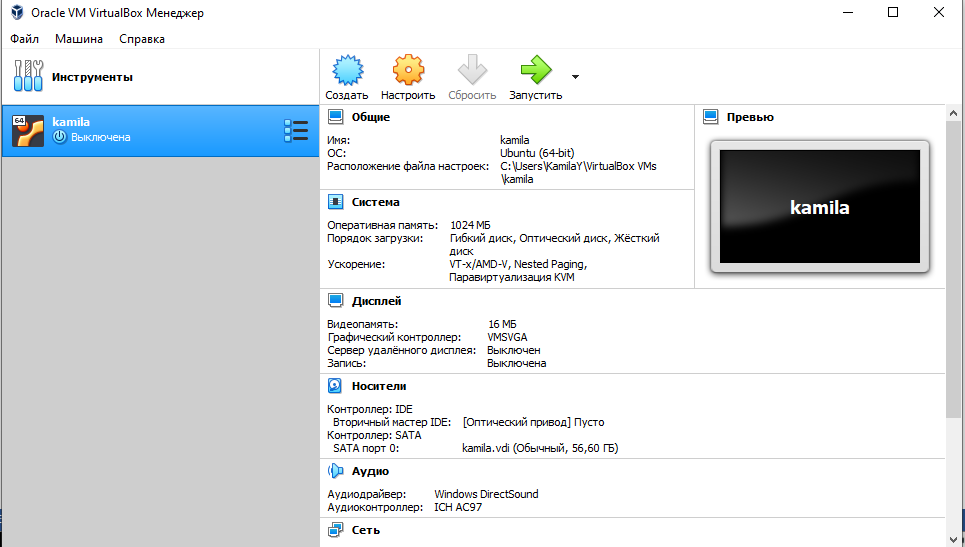 Oracle VM VirtualBox Менеджер
Файл Машина Справка
Инструменты
Создать Настроить Сбросить Запустить
64
kamila
Выключена
Общие
Имя: kamila
ОС: Ubuntu (64-bit)
Расположение файла настроек: C:\Users\KamilaY\VirtualBox VMs
\kamila
Превью
kamila
Система
Оперативная память: 1024 МБ
Порядок загрузки: Гибкий диск, Оптический диск, Жёсткий
диск
Ускорение: VT-x/AMD-V, Nested Paging,
Паравиртуализация KVM
Дисплей
Видеопамять: 16 МБ
Графический контроллер: VMSVGA
Сервер удалённого дисплея: Выключен
Запись: Выключена
Носители
Контроллер: IDE
Вторичный мастер IDE: [Оптический привод] Пусто
Контроллер: SATA
SATA порт 0: kamila.vdi (Обычный, 56,60 ГБ)
Аудио
Аудиодрайвер: Windows DirectSound
Аудиоконтроллер: ICH AC97
Сеть